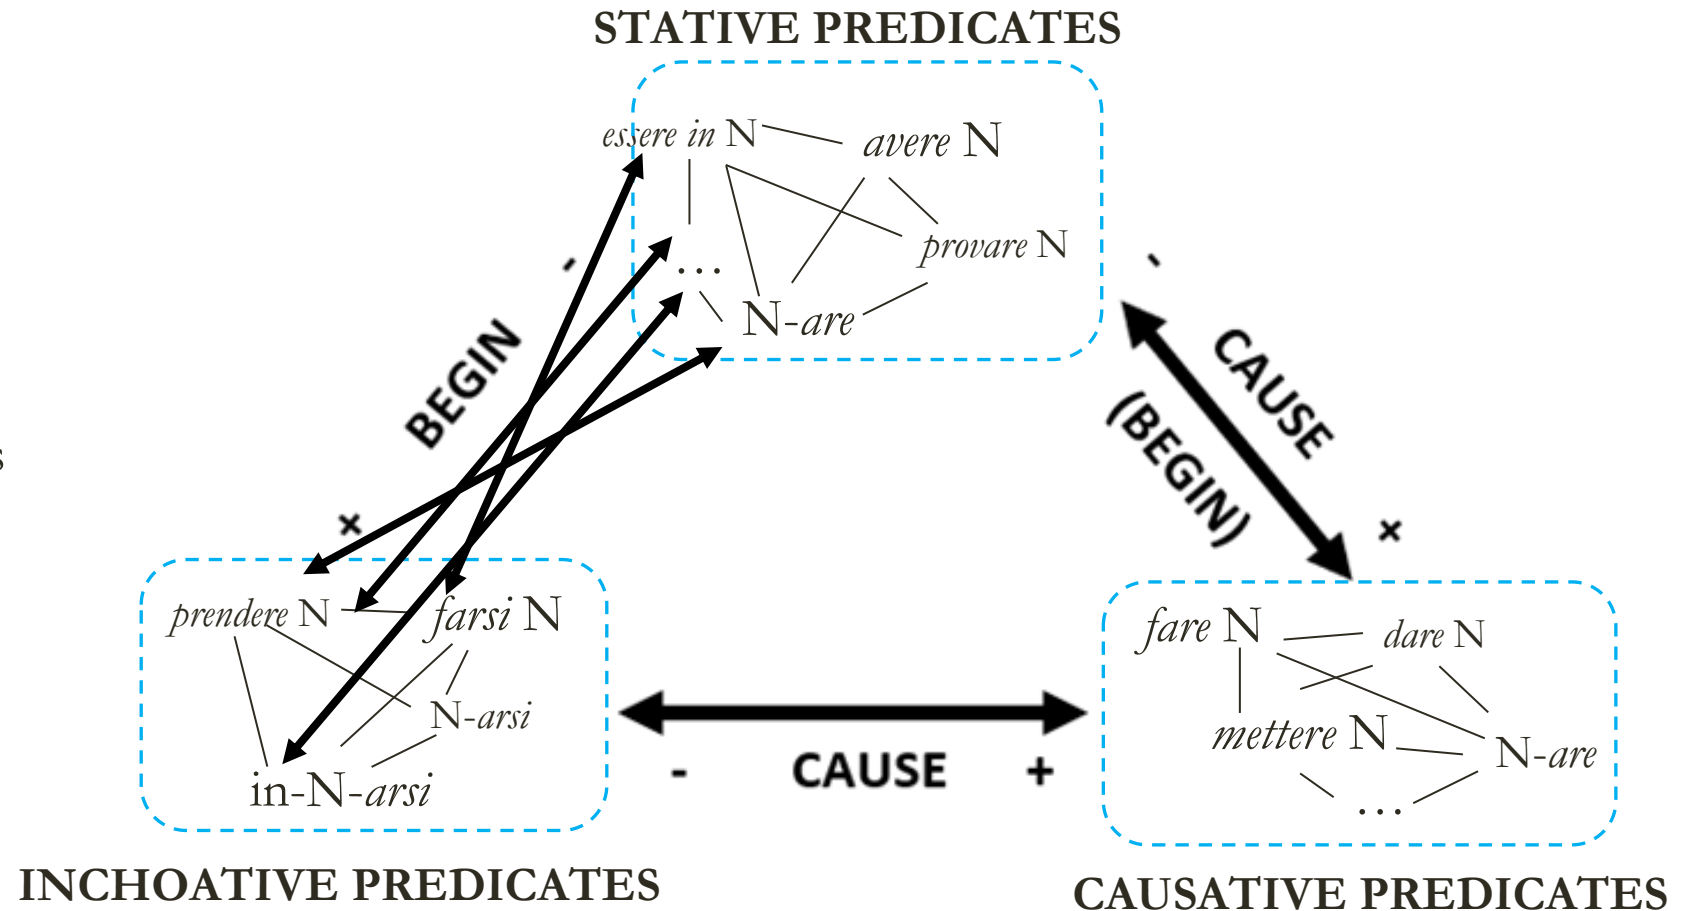 STATIVE PREDICATES
essere in N
avere N
provare N
...
N-are
-
BEGIN
+
-
CAUSE
(BEGIN)
+
s
prendere N
farsi N
N-arsi
in-N-arsi
fare N
dare N
mettere N
N-are
...
- CAUSE +
INCHOATIVE PREDICATES
CAUSATIVE PREDICATES